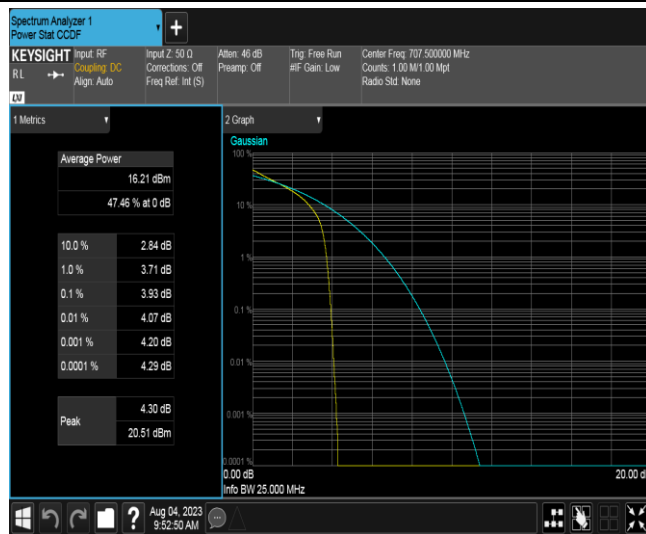 Spectrum Analyzer 1
Power Stat CCDF
+
KEYSIGHT
RL
LXI
Input: RF
Coupling: DC
Align: Auto
Input Z: 50 Ω
Corrections: Off
Freq Ref: Int (S)
Atten: 46 dB
Preamp: Off
Trig: Free Run
#IF Gain: Low
Center Freq: 707.500000 MHz
Counts: 1.00 M/1.00 Mpt
Radio Std: None
1 Metrics
Average Power
16.21 dBm
47.46 % at 0 dB
10.0 % 2.84 dB
1.0 % 3.71 dB
0.1 % 3.93 dB
0.01 % 4.07 dB
0.001 % 4.20 dB
0.0001 % 4.29 dB
Peak
4.30 dB
20.51 dBm
2 Graph
Gaussian
100 %
10 %
1 %
0.1 %
0.01 %
0.001 %
0.0001 %
0.00 dB
20.00 d
Info BW 25.000 MHz
?
Aug 04, 2023
9:52:50 AM